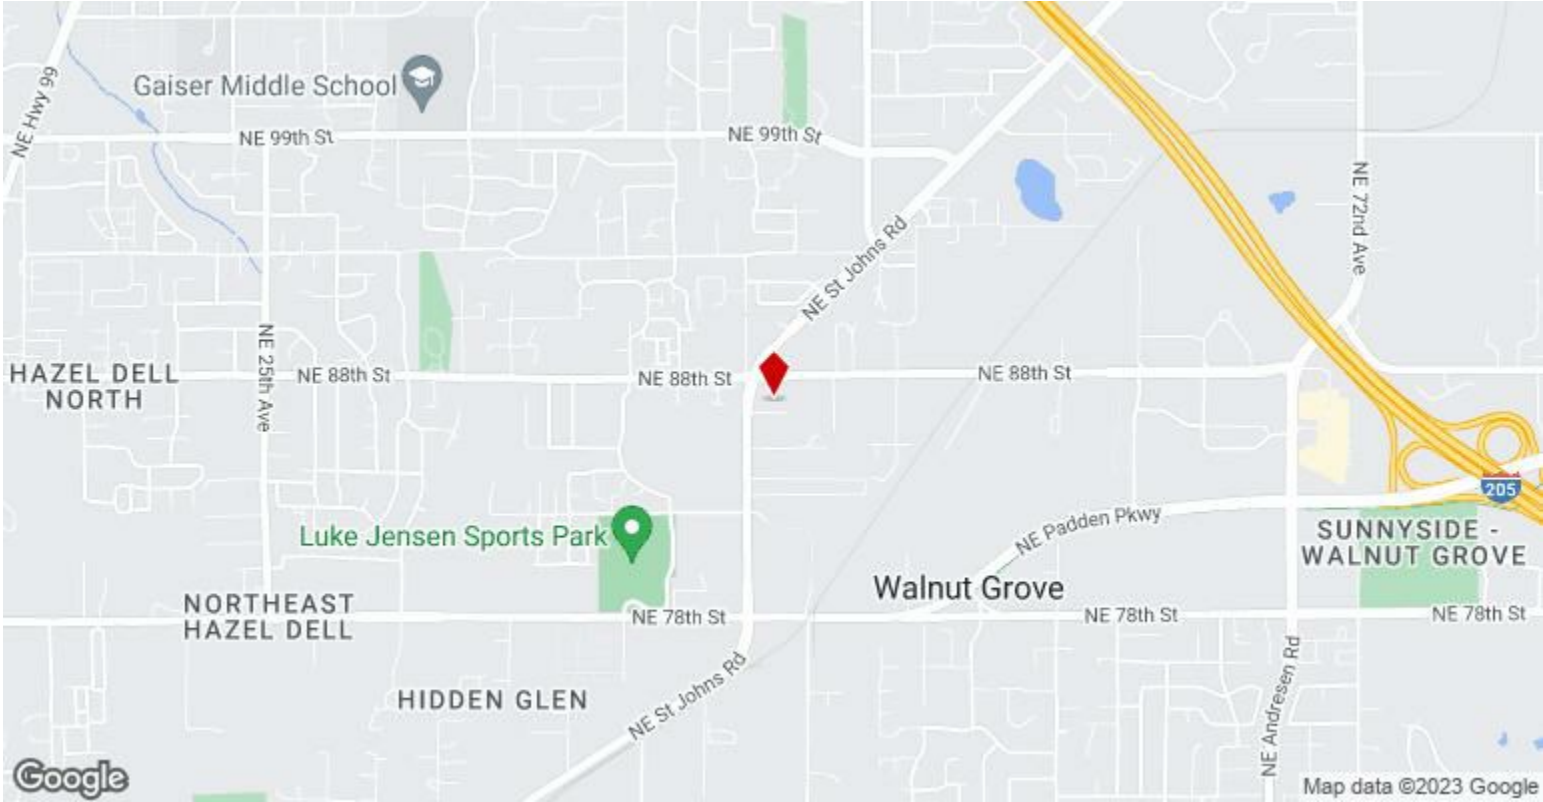 NE Hwy 99
Gaiser Middle School
NE 99th St
NE 99th St
NE 72nd Ave
NE St Johns Rd
NE 25th Ave
HAZEL DELL
NORTH
NE 88th St
NE 88th St
NE 88th St
205
Luke Jensen Sports Park
NE Padden Pkwy
SUNNYSIDE -
WALNUT GROVE
Walnut Grove
NORTHEAST
HAZEL DELL
NE 78th St
NE 78th St
NE 78th St
HIDDEN GLEN
NE St Johns Rd
NE Andresen Rd
Google
Map data ©2023 Google